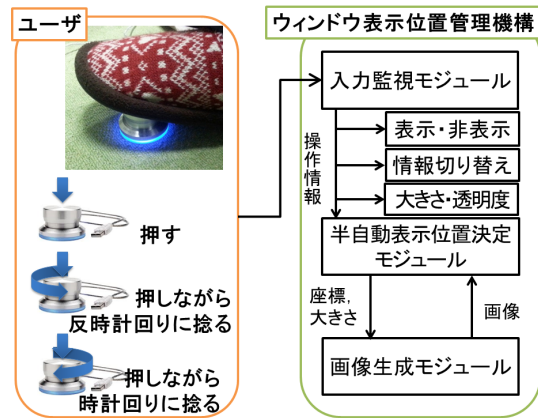 ユーザ
押す
押しながら
反時計回りに捻る
押しながら
時計回りに捻る
ウィンドウ表示位置管理機構
入力監視モジュール
操作情報
表示・非表示
情報切り替え
大きさ・透明度
半自動表示位置決定
モジュール
座標,
大きさ
画像
画像生成モジュール